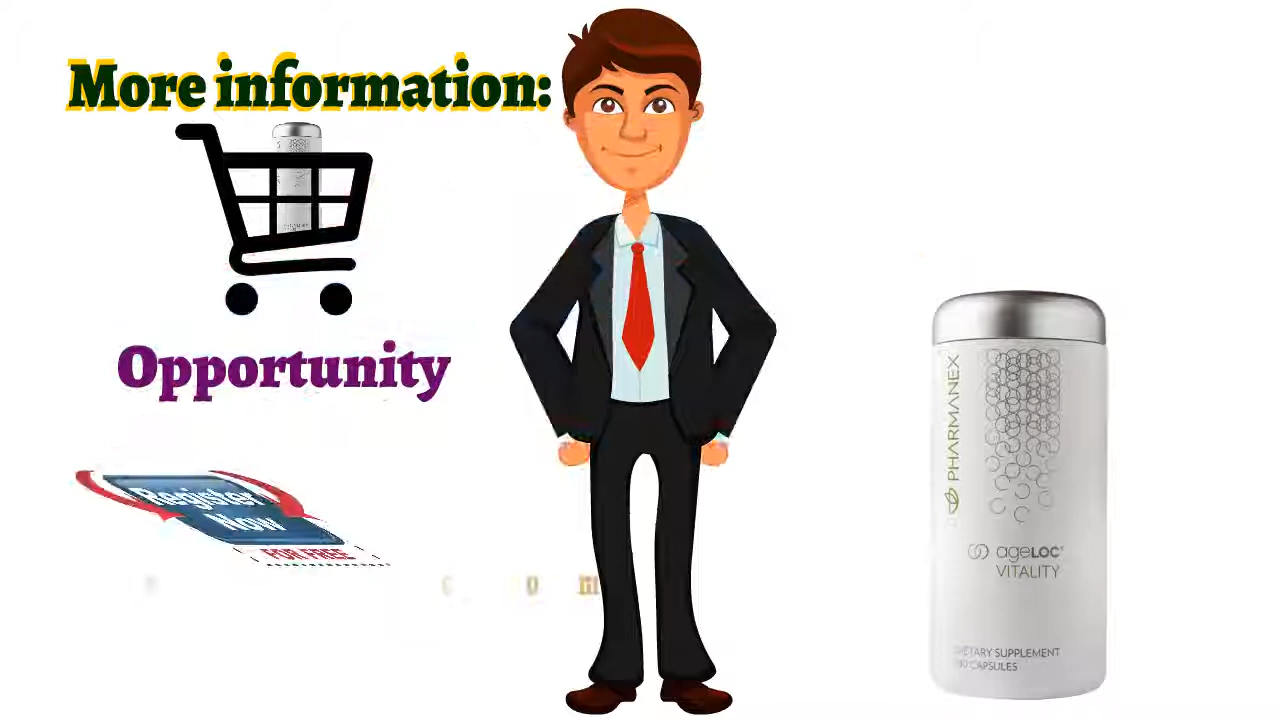 More information:
Opportunity
Register
Now
FOR FREE
PHARMANEX
ageLOC
VITALITY
DIETARY SUPPLEMENT
CAPSULES